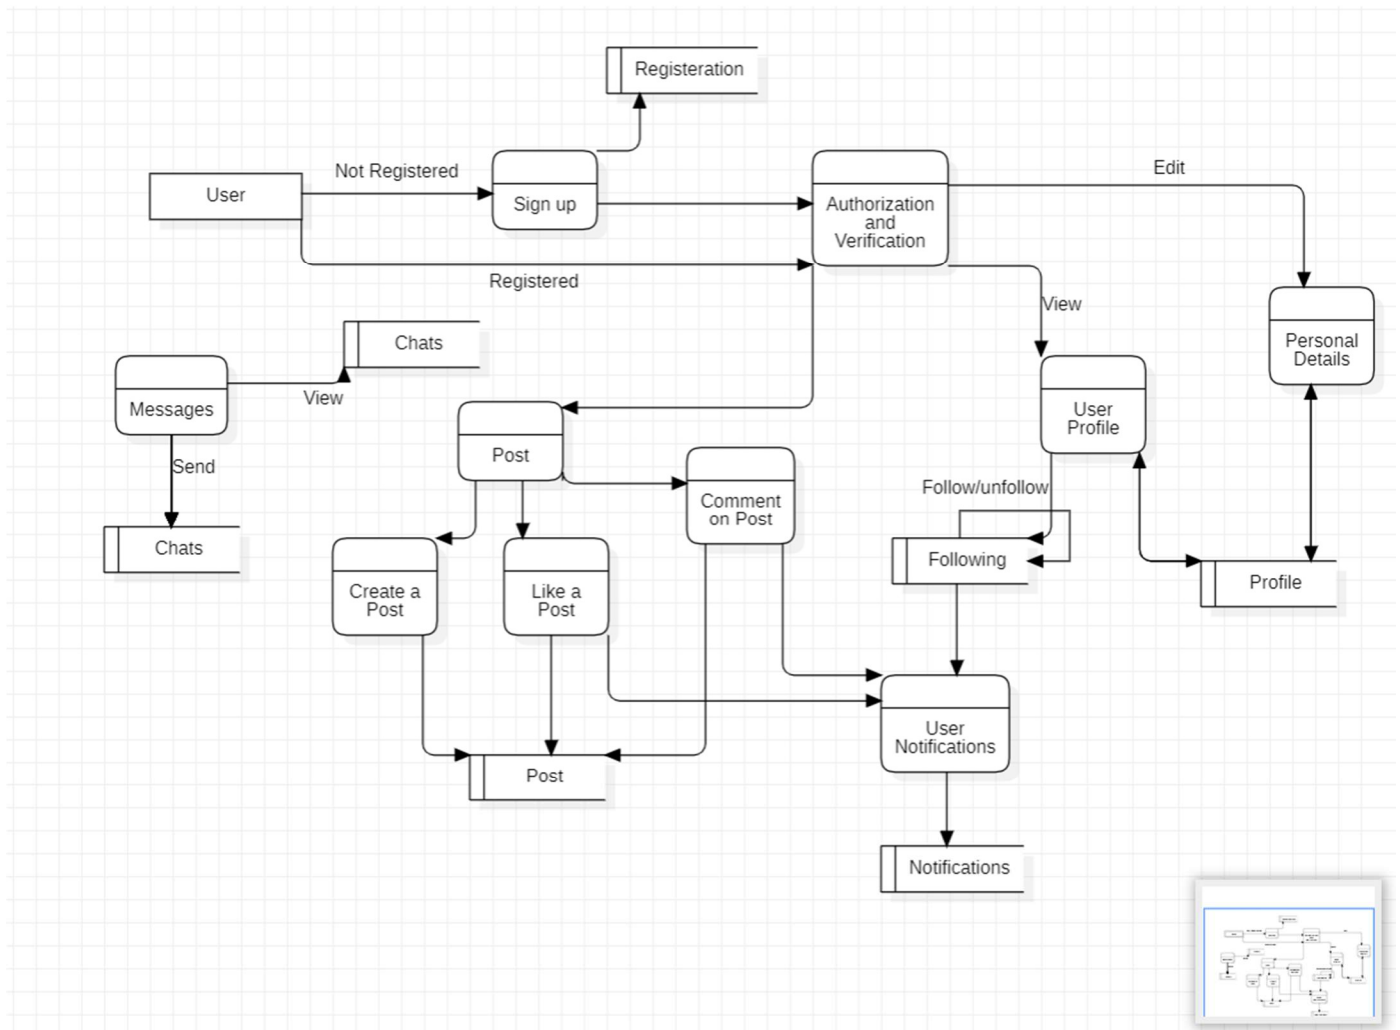 Registeration
Not Registered
Edit
User
Sign up
Authorization
and
Verification
Registered
View
Chats
Personal
Details
View
Messages
User
Profile
Post
Send
Comment
on Post
Follow/unfollow
Chats
Following
Profile
Create a
Post
Like a
Post
User
Notifications
Post
Notifications